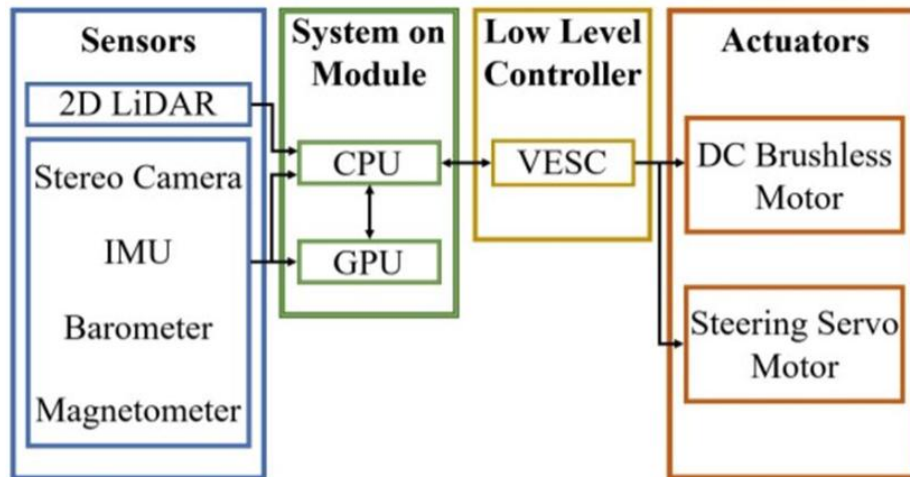 Sensors
2D LiDAR
Stereo Camera
IMU
Barometer
Magnetometer
System on
Module
CPU
GPU
Low Level
Controller
VESC
Actuators
DC Brushless
Motor
Steering Servo
Motor